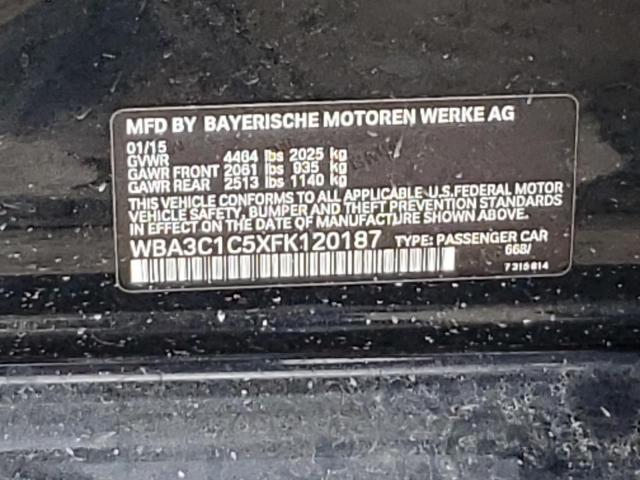 MFD BY BAYERISCHE MOTOREN WERKE AG
01/15
GVWR 4464 lbs 2025 kg
GAWR FRONT 2061 lbs 935 kg
GAWR REAR 2513 lbs 1140 kg
THIS VEHICLE CONFORMS TO ALL APPLICABLE U.S.FEDERAL MOTOR
VEHICLE SAFETY, BUMPER AND THEFT PREVENTION STANDARDS
IN EFFECT ON THE DATE OF MANUFACTURE SHOWN ABOVE.
WBA3C1C5XFK120187 TYPE: PASSENGER CAR
668/
7315814